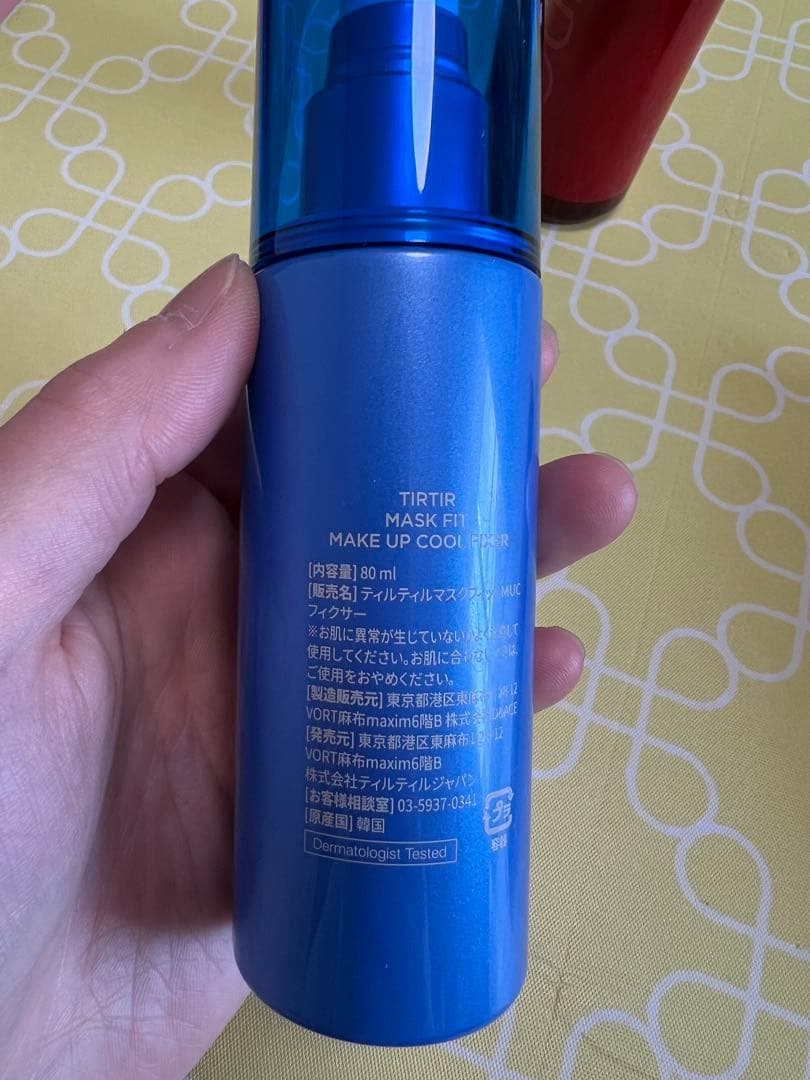 TIRTIR
MASK FIT
MAKE UP COOL FIXER
[内容量] 80 ml
[販売名] ティルティルマスクフィット MUC
フィクサー
※お肌に異常が生じていないかよく注意して
使用してください。お肌に合わないときは、
ご使用をおやめください。
[製造販売元] 東京都港区東麻布
VORT麻布maxim6階B 株式会社
[発売元] 東京都港区東麻布
VORT麻布maxim6階B
株式会社ティルティルジャパン
[お客様相談室] 03-5937-0341
[原産国] 韓国
プラ
容器
Dermatologist Tested